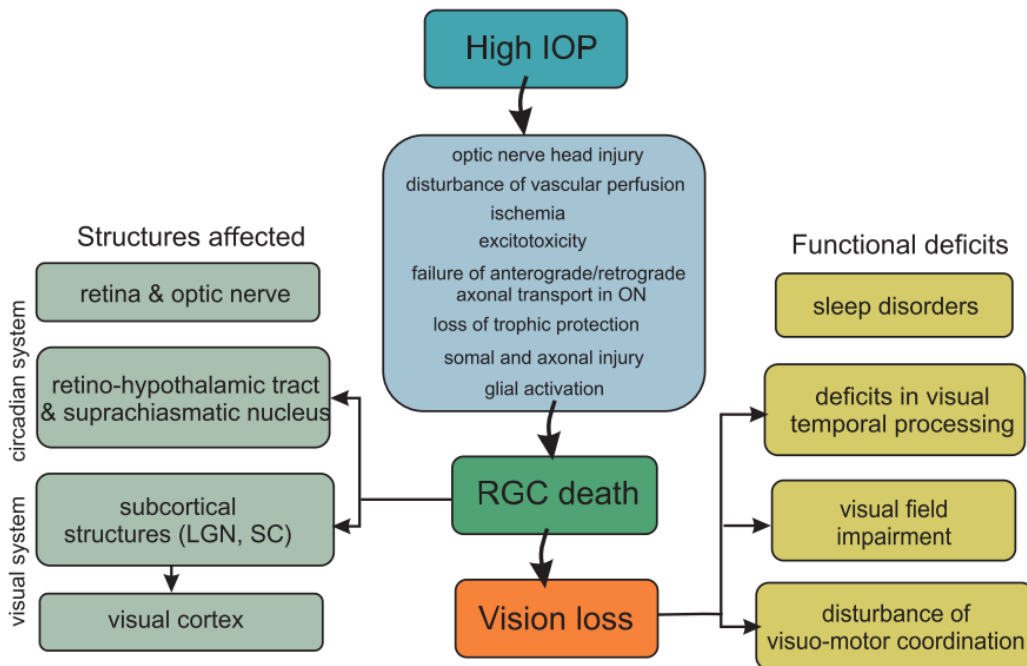 High IOP
optic nerve head injury
disturbance of vascular perfusion
ischemia
excitotoxicity
failure of anterograde/retrograde
axonal transport in ON
loss of trophic protection
somal and axonal injury
glial activation
RGC death
Vision loss
Structures affected
circadian system
retina & optic nerve
retino-hypothalamic tract
& suprachiasmatic nucleus
visual system
subcortical
structures (LGN, SC)
visual cortex
Functional deficits
sleep disorders
deficits in visual
temporal processing
visual field
impairment
disturbance of
visuo-motor coordination